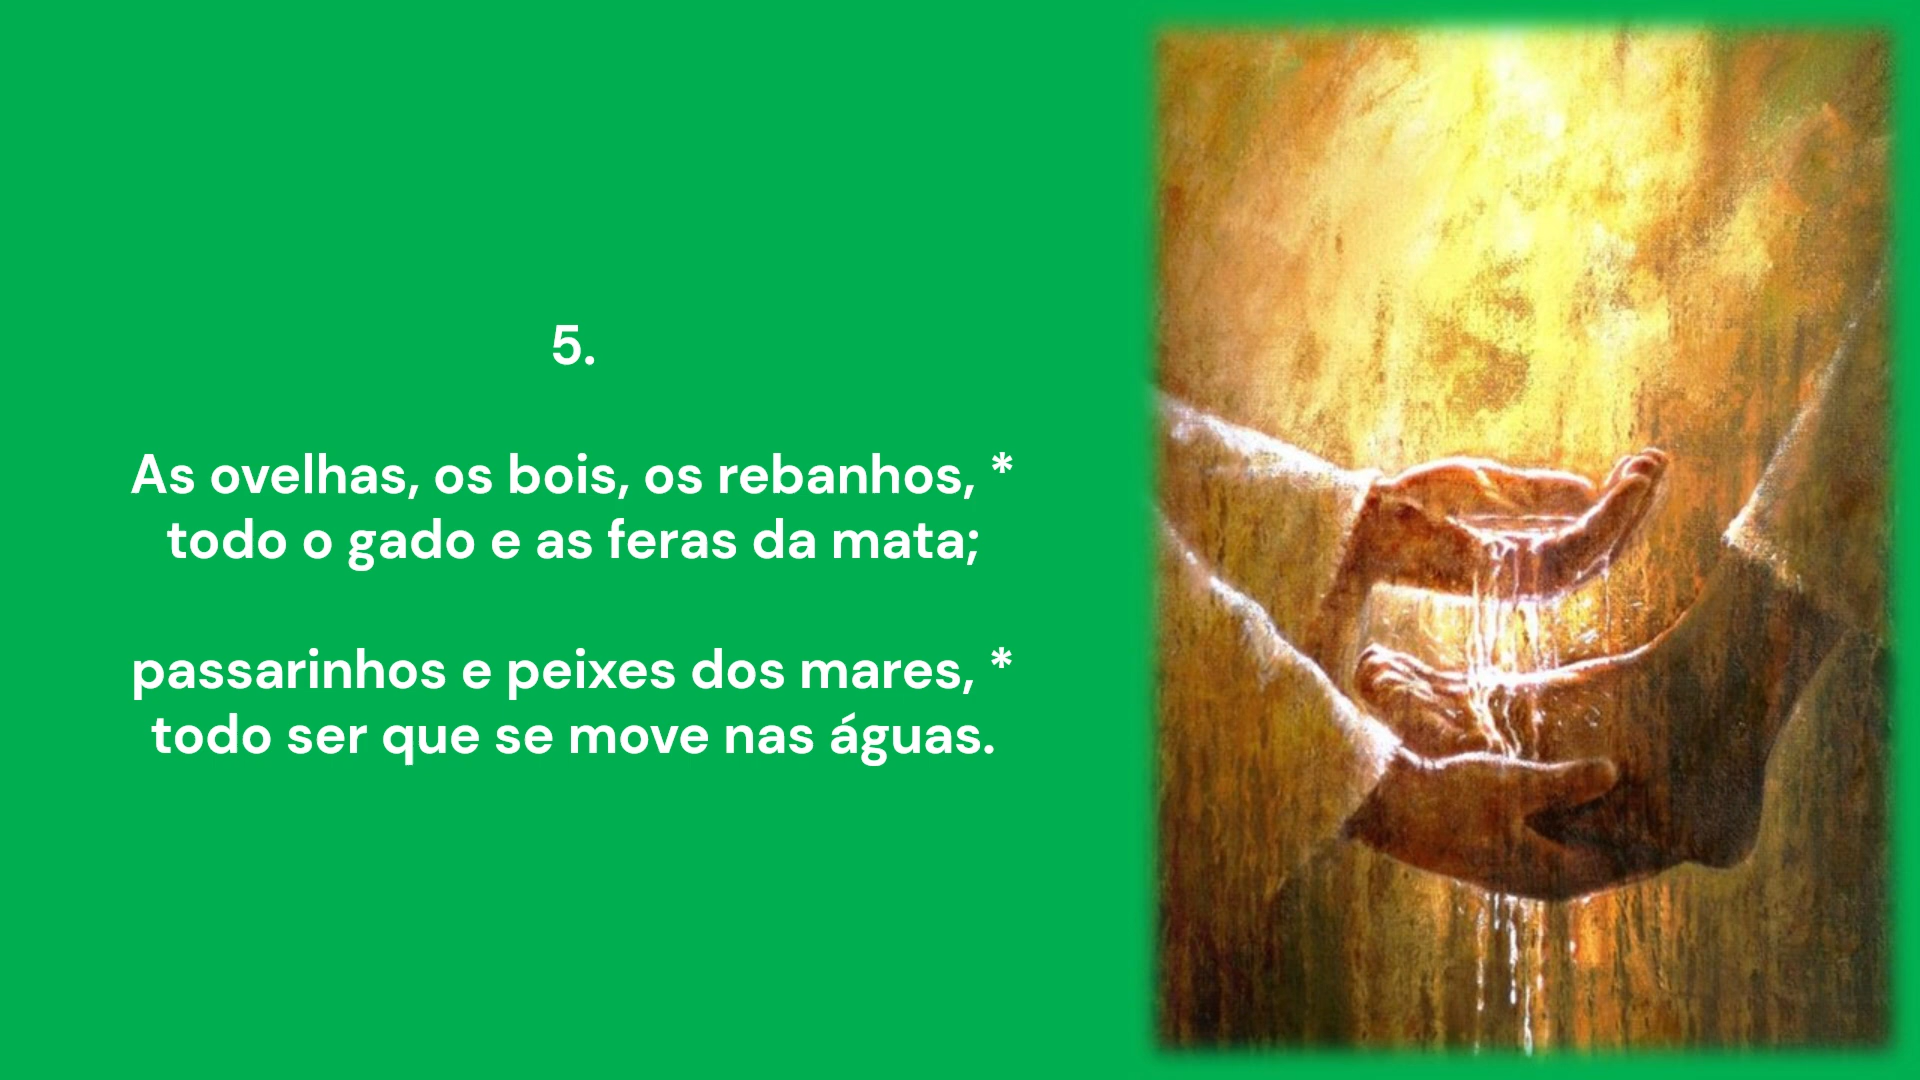 5.
As ovelhas, os bois, os rebanhos, *
todo o gado e as feras da mata;
passarinhos e peixes dos mares, *
todo ser que se move nas águas.